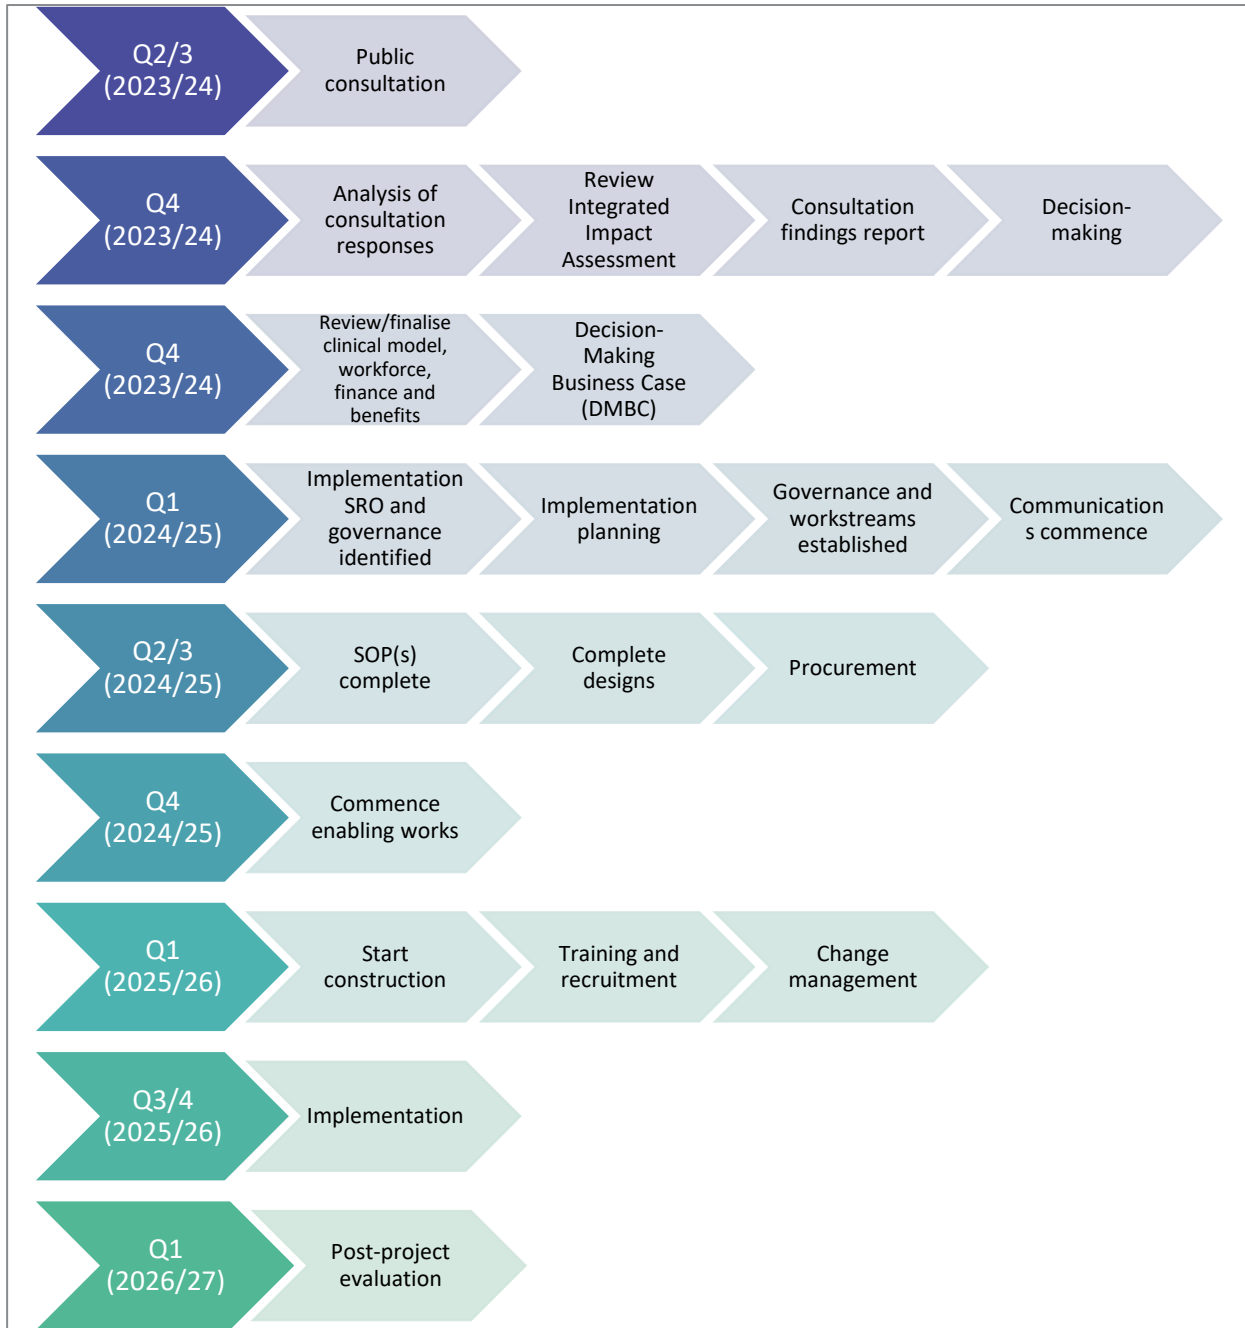 Q2/3
(2023/24)
Public
consultation
Q4
(2023/24)
Analysis of
consultation
responses
Review
Integrated
Impact
Assessment
Consultation
findings report
Decision-
making
Q4
(2023/24)
Review/finalise
clinical model,
workforce,
finance and
benefits
Decision-
Making
Business Case
(DMBC)
Q1
(2024/25)
Implementation
SRO and
governance
identified
Implementation
planning
Governance and
workstreams
established
Communication
s commence
Q2/3
(2024/25)
SOP(s)
complete
Complete
designs
Procurement
Q4
(2024/25)
Commence
enabling works
Q1
(2025/26)
Start
construction
Training and
recruitment
Change
management
Q3/4
(2025/26)
Implementation
Q1
(2026/27)
Post-project
evaluation